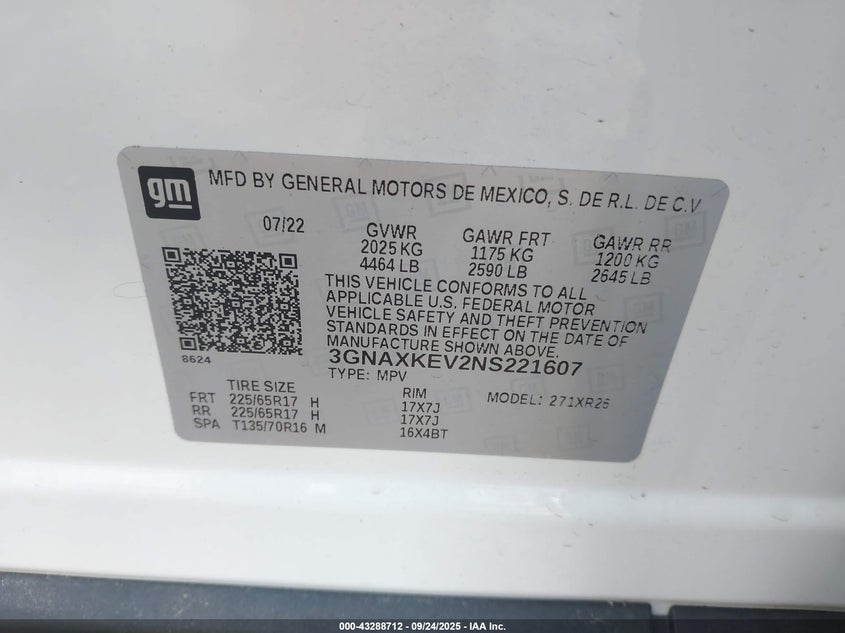 gm
MFD BY GENERAL MOTORS DE MEXICO, S. DE R.L. DE C.V
07/22
GVWR
2025 KG
4464 LB
GAWR FRT
1175 KG
2590 LB
GAWR RR
1200 KG
2645 LB
THIS VEHICLE CONFORMS TO ALL
APPLICABLE U.S. FEDERAL MOTOR
VEHICLE SAFETY AND THEFT PREVENTION
STANDARDS IN EFFECT ON THE DATE OF
MANUFACTURE SHOWN ABOVE.
8624
3GNAXKEV2NS221607
TYPE: MPV
TIRE SIZE
RIM
MODEL: 271XR26
FRT 225/65R17 H 17X7J
RR 225/65R17 H 17X7J
SPA T135/70R16 M 16X4BT
000-43288712 - 09/24/2025 - IAA Inc.